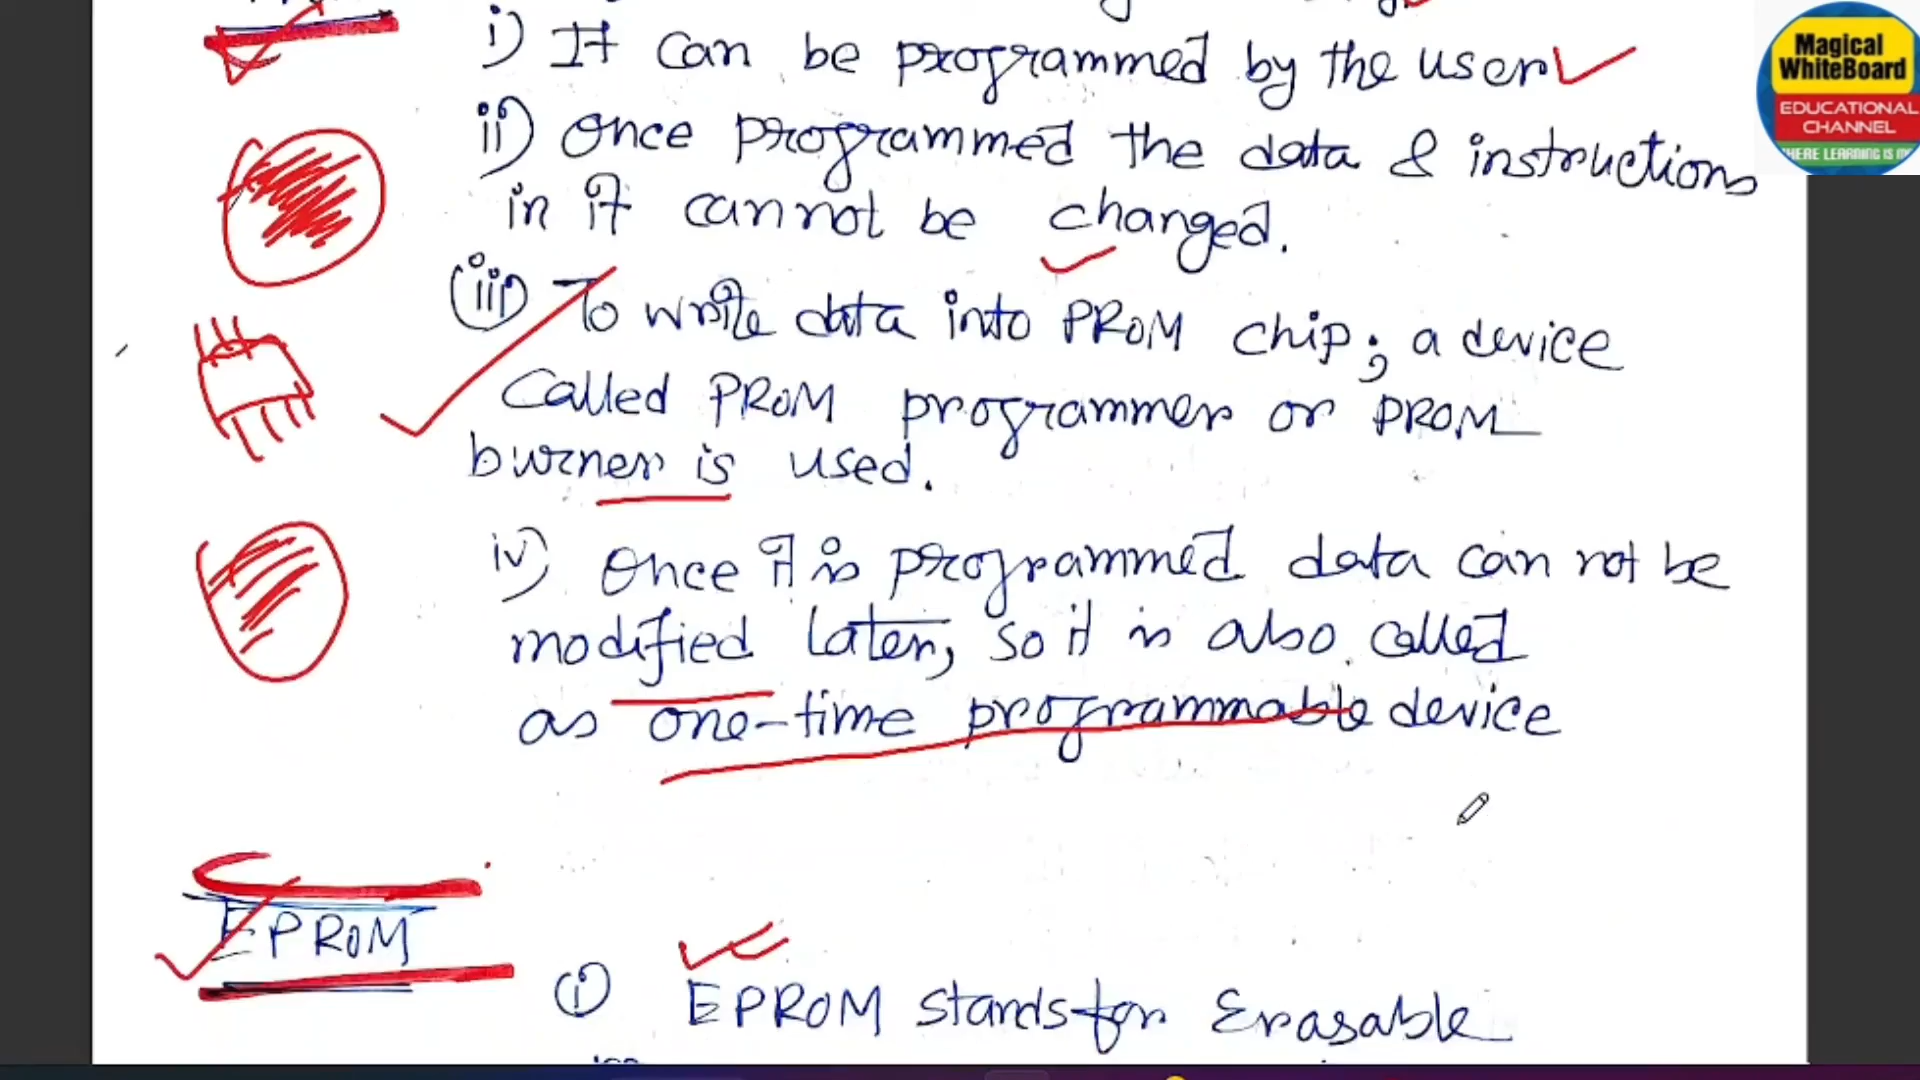 i) It can be programmed by the user
ii) Once programmed the data & instructions
in it cannot be changed.
(iii) To write data into PROM chip; a device
Called PROM programmer or PROM
burner is used.
iv) Once it is programmed data can not be
modified later, so it is also called
as one-time programmable device
EPROM
(i) EPROM stands for Erasable
Magical
WhiteBoard
EDUCATIONAL
CHANNEL
HERE LEARNING IS